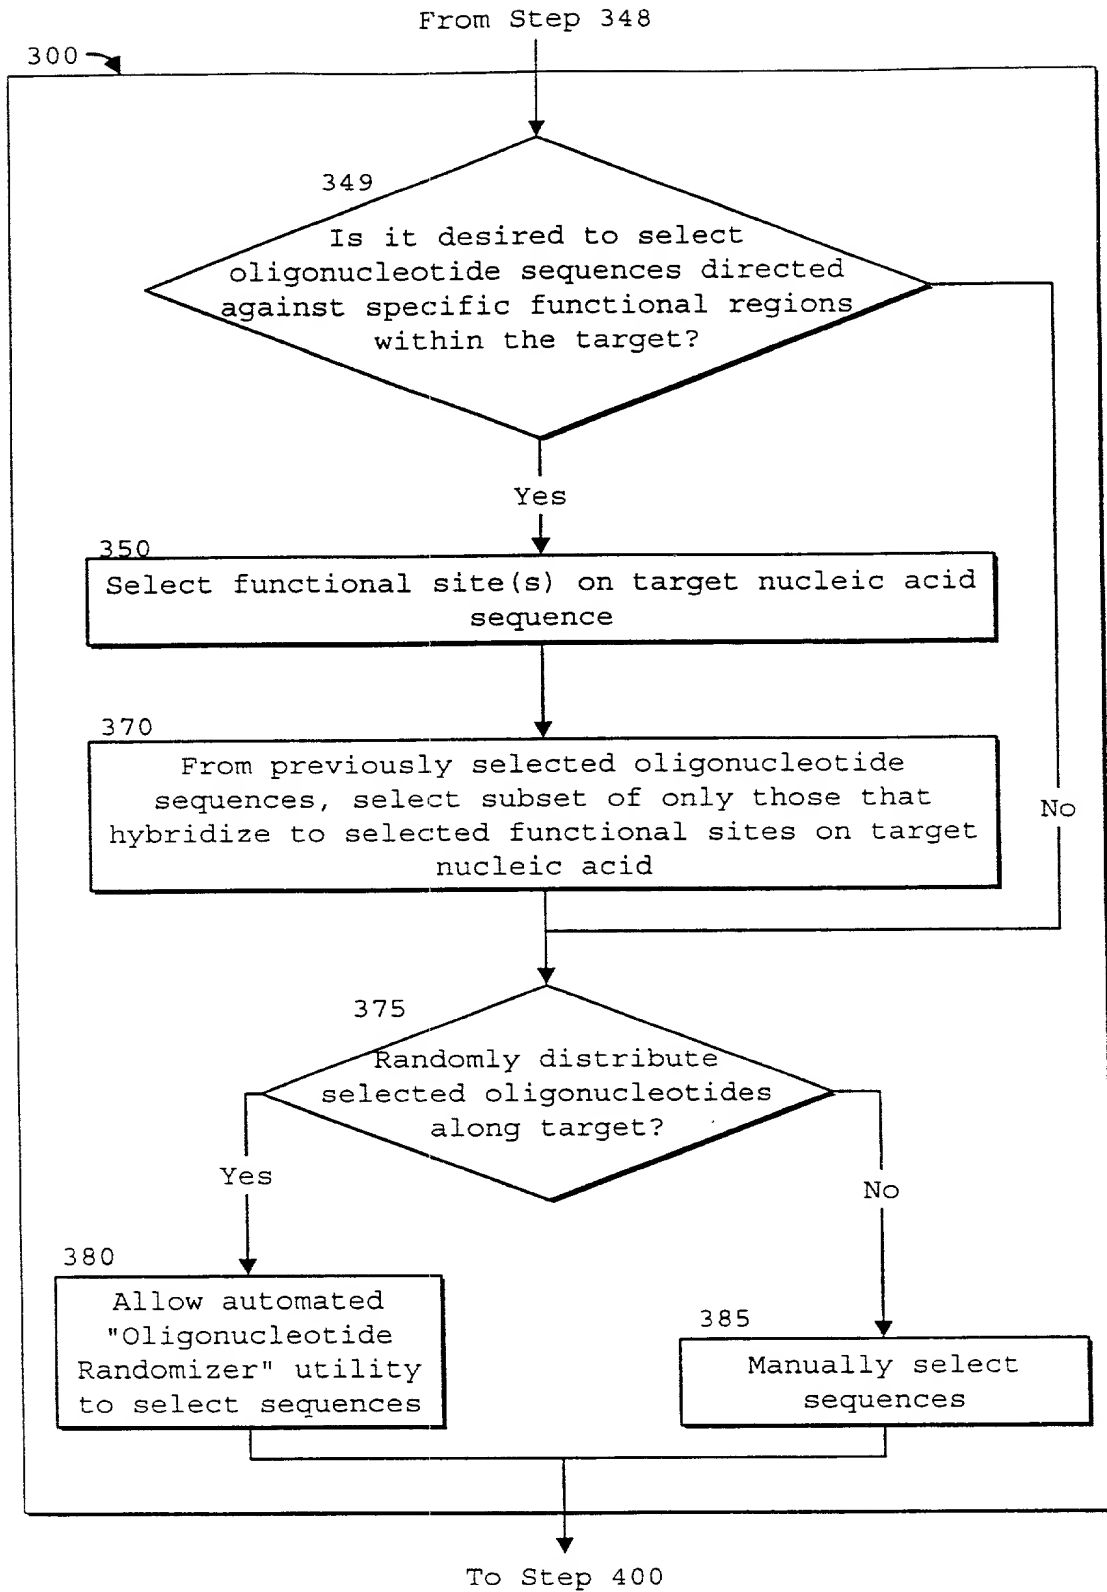 From Step 348
300
349
Is it desired to select
oligonucleotide sequences directed
against specific functional regions
within the target?
Yes
350
Select functional site(s) on target nucleic acid
sequence
370
From previously selected oligonucleotide
sequences, select subset of only those that
hybridize to selected functional sites on target
nucleic acid
No
375
Randomly distribute
selected oligonucleotides
along target?
Yes
No
380
Allow automated
"Oligonucleotide
Randomizer" utility
to select sequences
385
Manually select
sequences
To Step 400